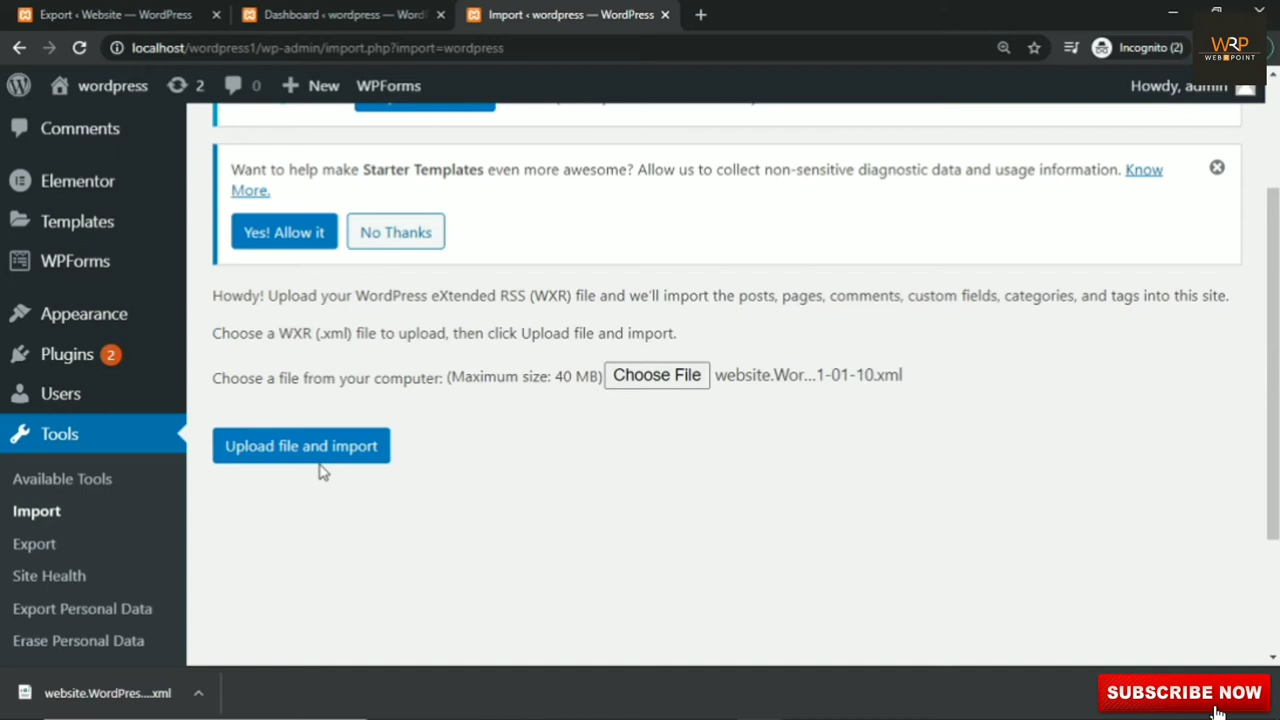 Export ‹ Website — WordPress
Dashboard ‹ wordpress — Word
Import ‹ wordpress — WordPress
localhost/wordpress1/wp-admin/import.php?import=wordpress
Incognito (2)
WRP
WEB POINT
wordpress
2
0
New
WPForms
Howdy, admin
Comments
Elementor
Templates
WPForms
Appearance
Plugins 2
Users
Tools
Available Tools
Import
Export
Site Health
Export Personal Data
Erase Personal Data
Want to help make Starter Templates even more awesome? Allow us to collect non-sensitive diagnostic data and usage information. Know
More.
Yes! Allow it
No Thanks
Howdy! Upload your WordPress eXtended RSS (WXR) file and we'll import the posts, pages, comments, custom fields, categories, and tags into this site.
Choose a WXR (.xml) file to upload, then click Upload file and import.
Choose a file from your computer: (Maximum size: 40 MB) Choose File website.Wor...1-01-10.xml
Upload file and import
website.WordPres....xml
SUBSCRIBE NOW